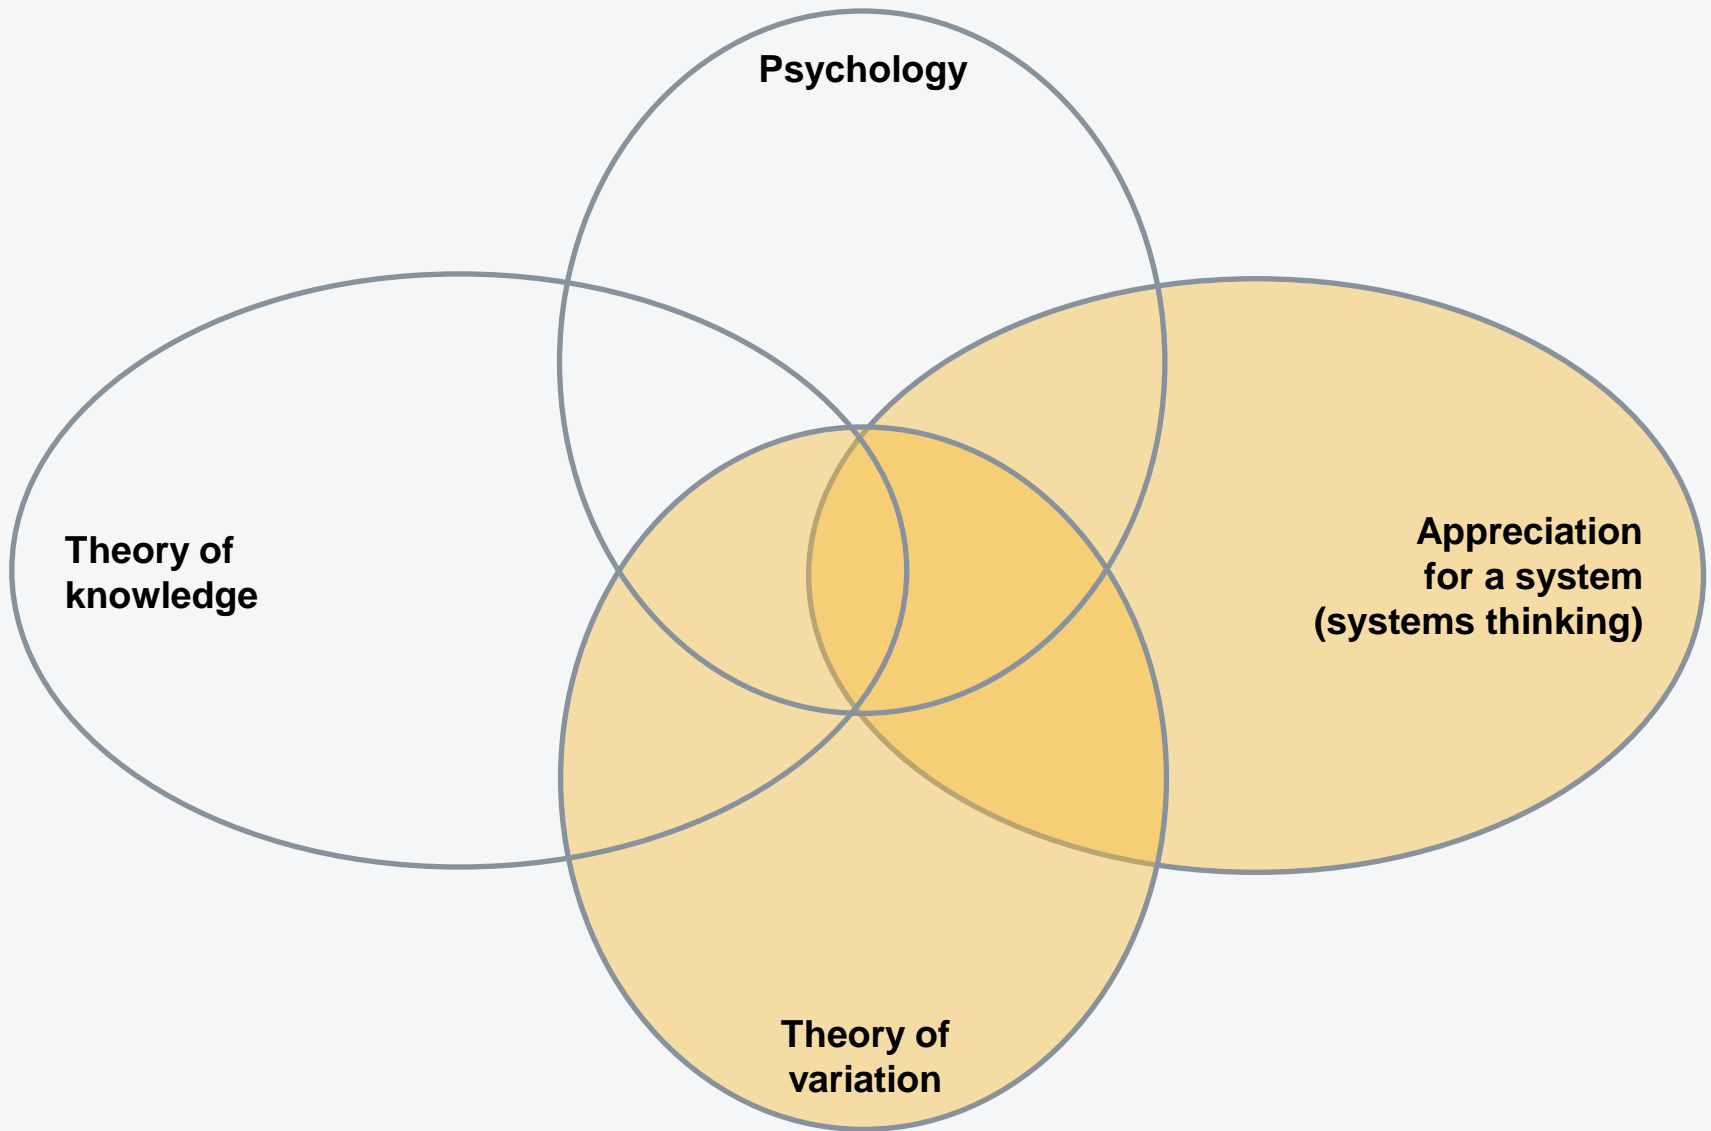 Psychology
Theory of
knowledge
Appreciation
for a system
(systems thinking)
Theory of
variation